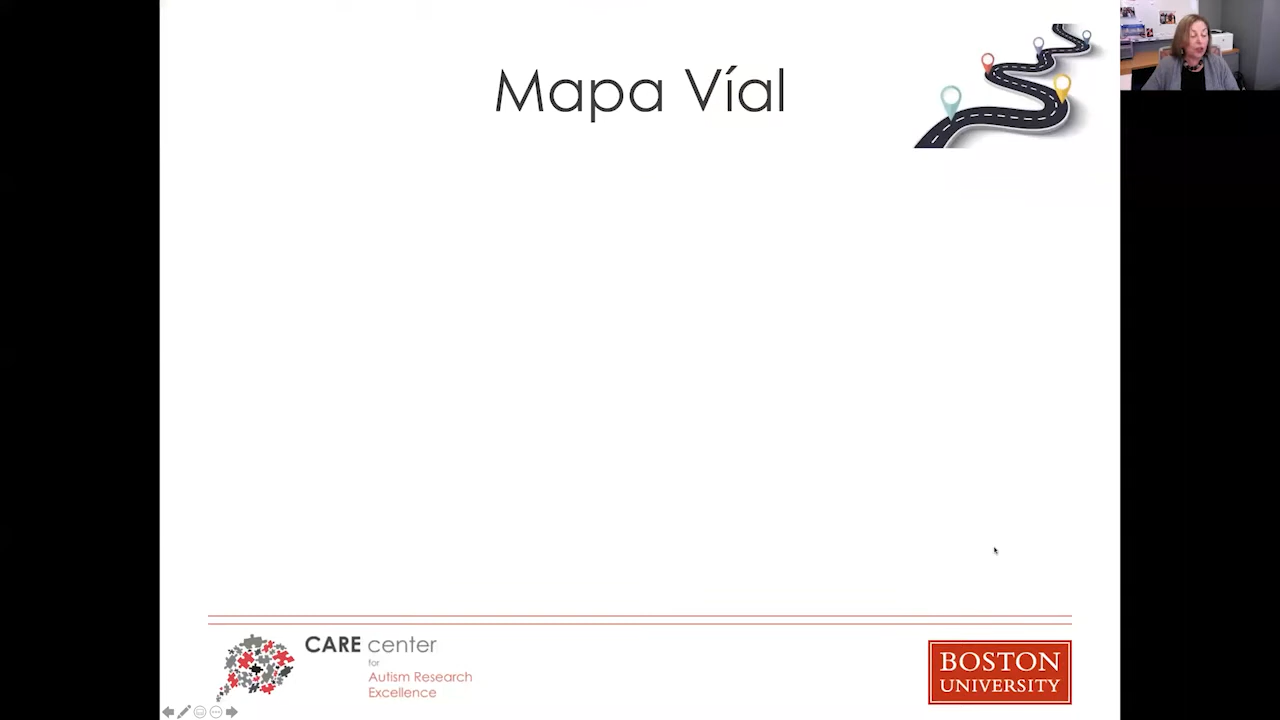 Mapa Víal
CARE center
for
Autism Research
Excellence
BOSTON
UNIVERSITY